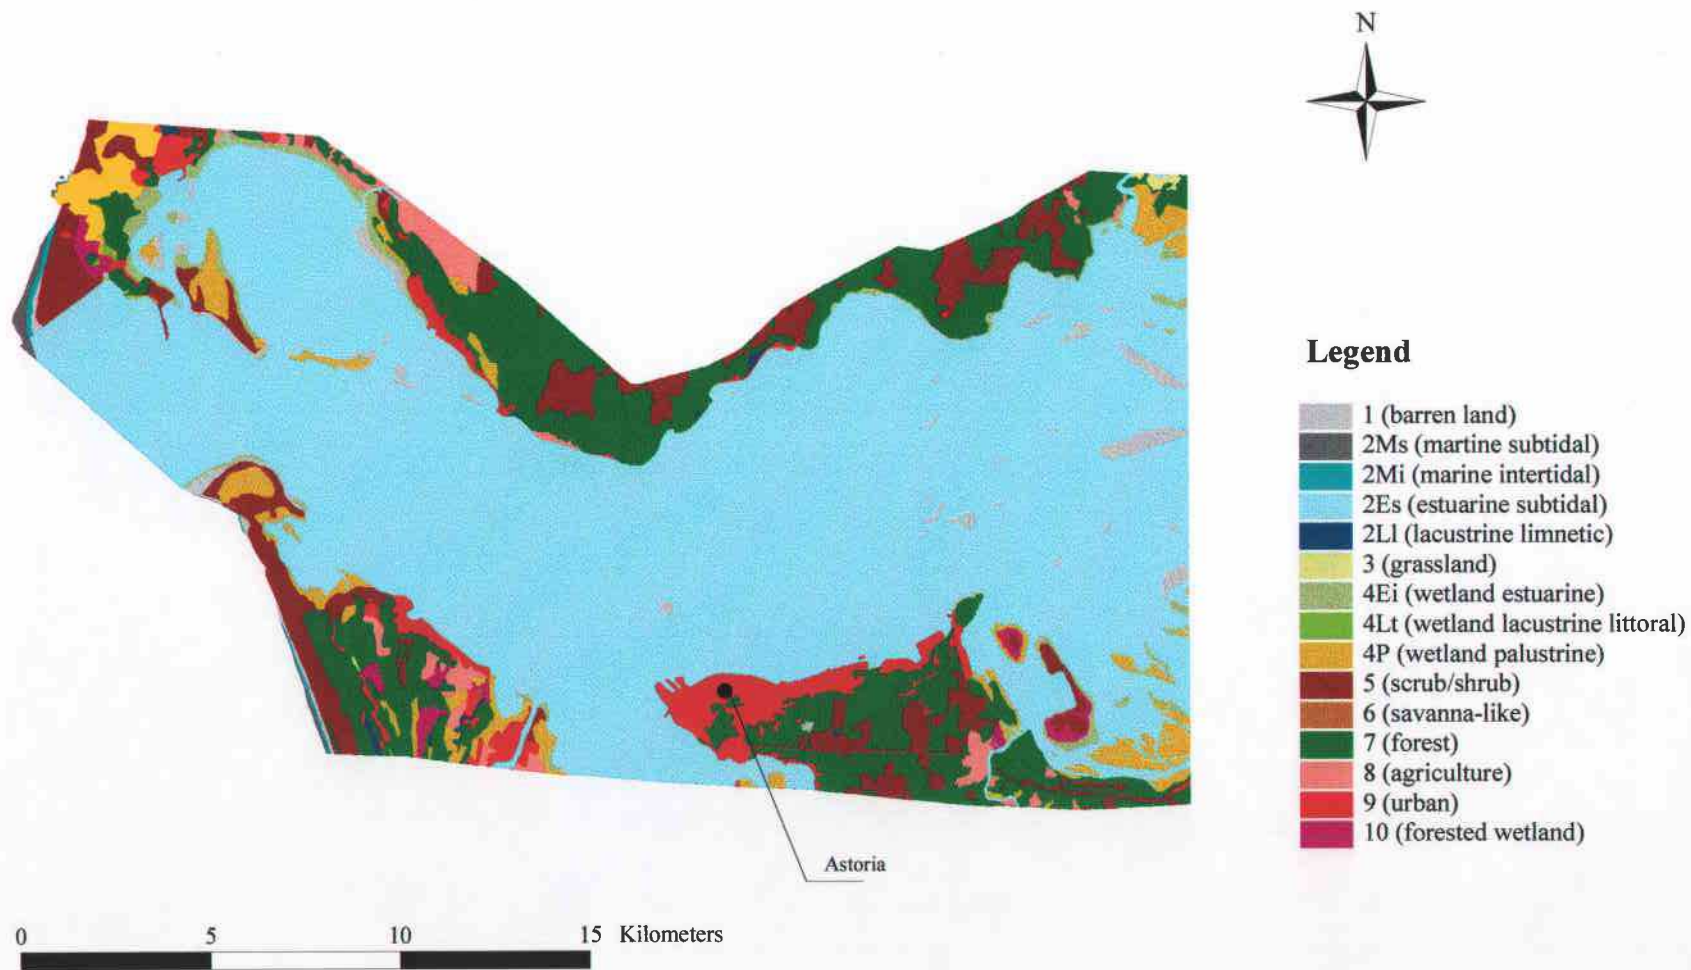 N
Legend
1 (barren land)
2Ms (martine subtidal)
2Mi (marine intertidal)
2Es (estuarine subtidal)
2Ll (lacustrine limnetic)
3 (grassland)
4Ei (wetland estuarine)
4Lt (wetland lacustrine littoral)
4P (wetland palustrine)
5 (scrub/shrub)
6 (savanna-like)
7 (forest)
8 (agriculture)
9 (urban)
10 (forested wetland)
Astoria
0 5 10 15 Kilometers